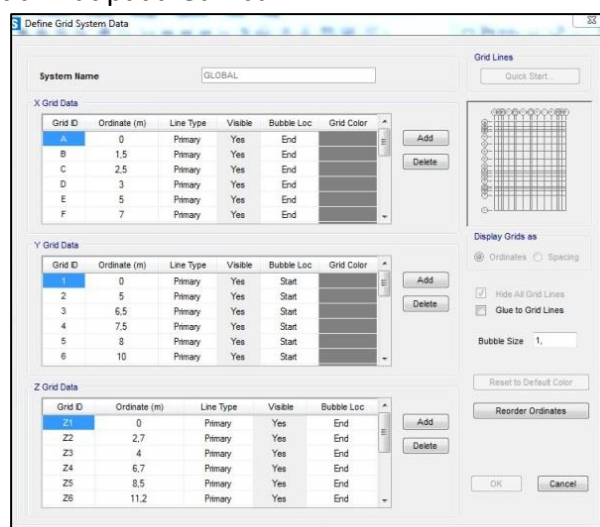 Define Grid System Data
Grid Lines
System Name GLOBAL Quick Start...
X Grid Data
Grid ID Ordinate (m) Line Type Visible Bubble Loc Grid Color
A 0 Primary Yes End Add
B 1,5 Primary Yes End
C 2,5 Primary Yes End Delete
D 3 Primary Yes End
E 5 Primary Yes End
F 7 Primary Yes End
Y Grid Data Display Grids as
Ordinates Spacing
Grid ID Ordinate (m) Line Type Visible Bubble Loc Grid Color
1 0 Primary Yes Start Add
2 5 Primary Yes Start Hide All Grid Lines
3 6,5 Primary Yes Start Delete Glue to Grid Lines
4 7,5 Primary Yes Start
5 8 Primary Yes Start Bubble Size 1,
6 10 Primary Yes Start
Z Grid Data Reset to Default Color
Grid ID Ordinate (m) Line Type Visible Bubble Loc Reorder Ordinates
Z1 0 Primary Yes End Add
Z2 2,7 Primary Yes End
Z3 4 Primary Yes End Delete
Z4 6,7 Primary Yes End
Z5 8,5 Primary Yes End OK Cancel
Z6 11,2 Primary Yes End